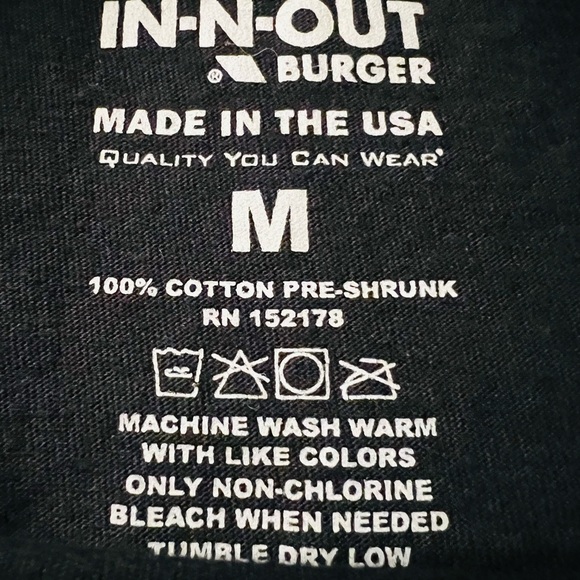 IN-N-OUT
® BURGER
MADE IN THE USA
QUALITY YOU CAN WEAR®
M
100% COTTON PRE-SHRUNK
RN 152178
MACHINE WASH WARM
WITH LIKE COLORS
ONLY NON-CHLORINE
BLEACH WHEN NEEDED
TUMBLE DRY LOW